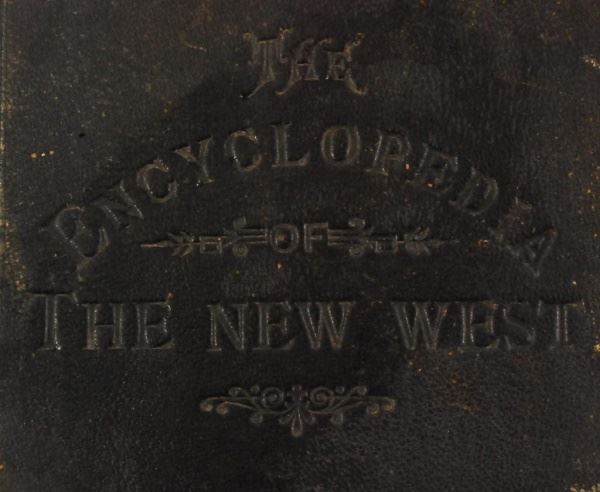 THE
ENCYCLOPEDIA
OF
THE NEW WEST